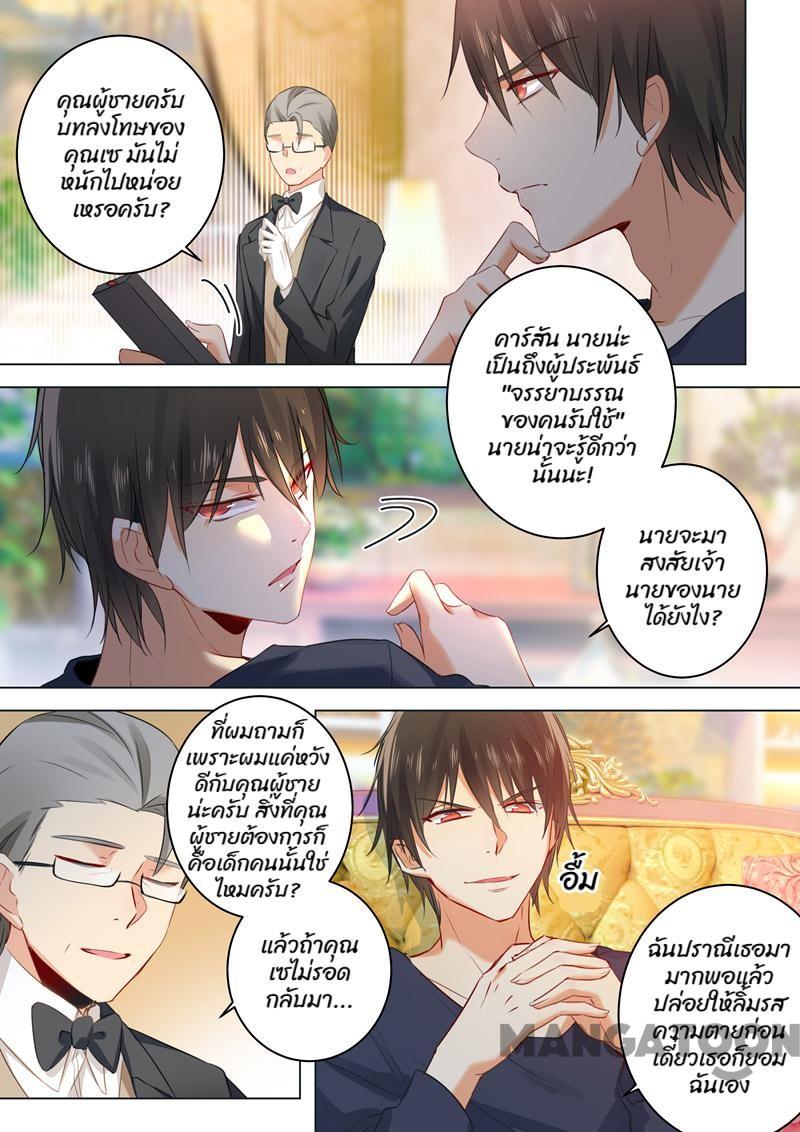 คุณผู้ชายครับ
บทลงโทษของ
คุณเซ มันไม่
หนักไปหน่อย
เหรอครับ?
คาร์สัน นายน่ะ
เป็นถึงผู้ประพันธ์
"จรรยาบรรณ
ของคนรับใช้"
นายน่าจะรู้ดีกว่า
นั้นนะ!
นายจะมา
สงสัยเจ้า
นายของนาย
ได้ยังไง?
ที่ผมถามก็
เพราะผมแค่หวัง
ดีกับคุณผู้ชาย
น่ะครับ สิ่งที่คุณ
ผู้ชายต้องการก็
คือเด็กคนนั้นใช่
ไหมครับ?
แล้วถ้าคุณ
เซไม่รอด
กลับมา...
อื้ม
ฉันปราณีเธอมา
มากพอแล้ว
ปล่อยให้ลิ้มรส
ความตายก่อน
เดี๋ยวเธอก็ยอม
ฉันเอง
MANGATOON